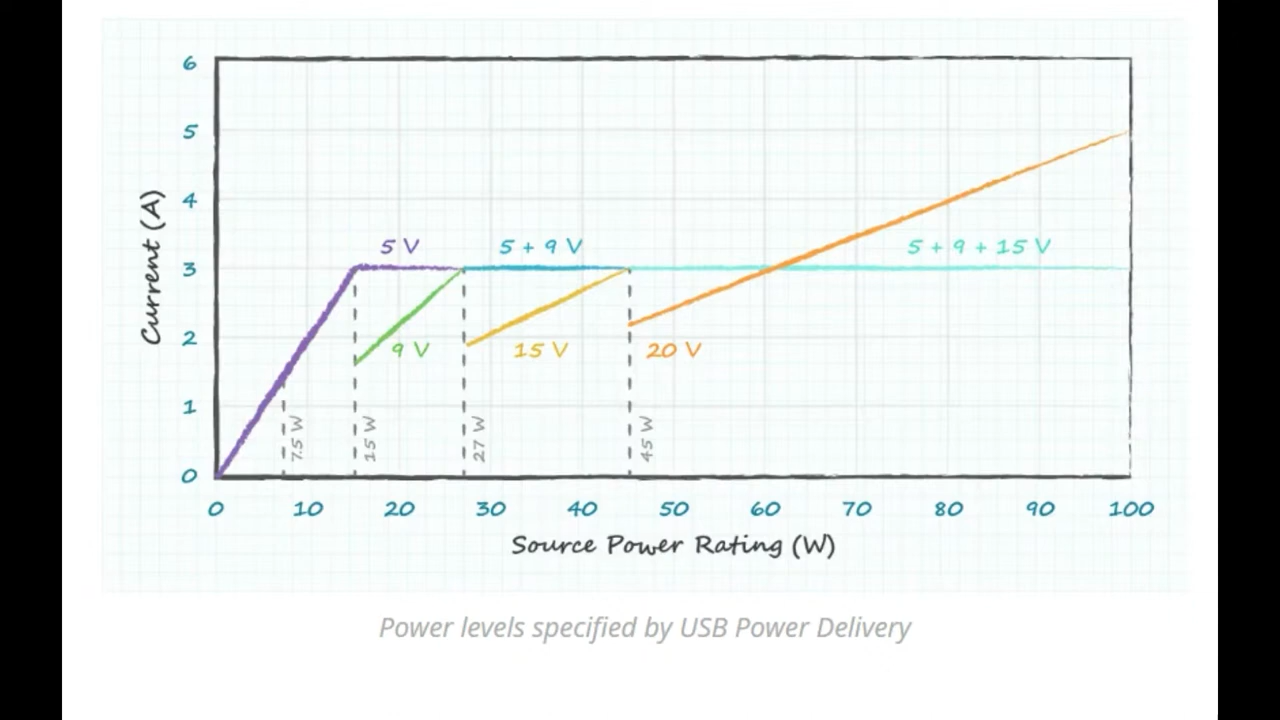 6
5
4
3
2
1
0
Current (A)
5 V
5 + 9 V
5 + 9 + 15 V
9 V
15 V
20 V
7.5 W
15 W
27 W
45 W
0 10 20 30 40 50 60 70 80 90 100
Source Power Rating (W)
Power levels specified by USB Power Delivery